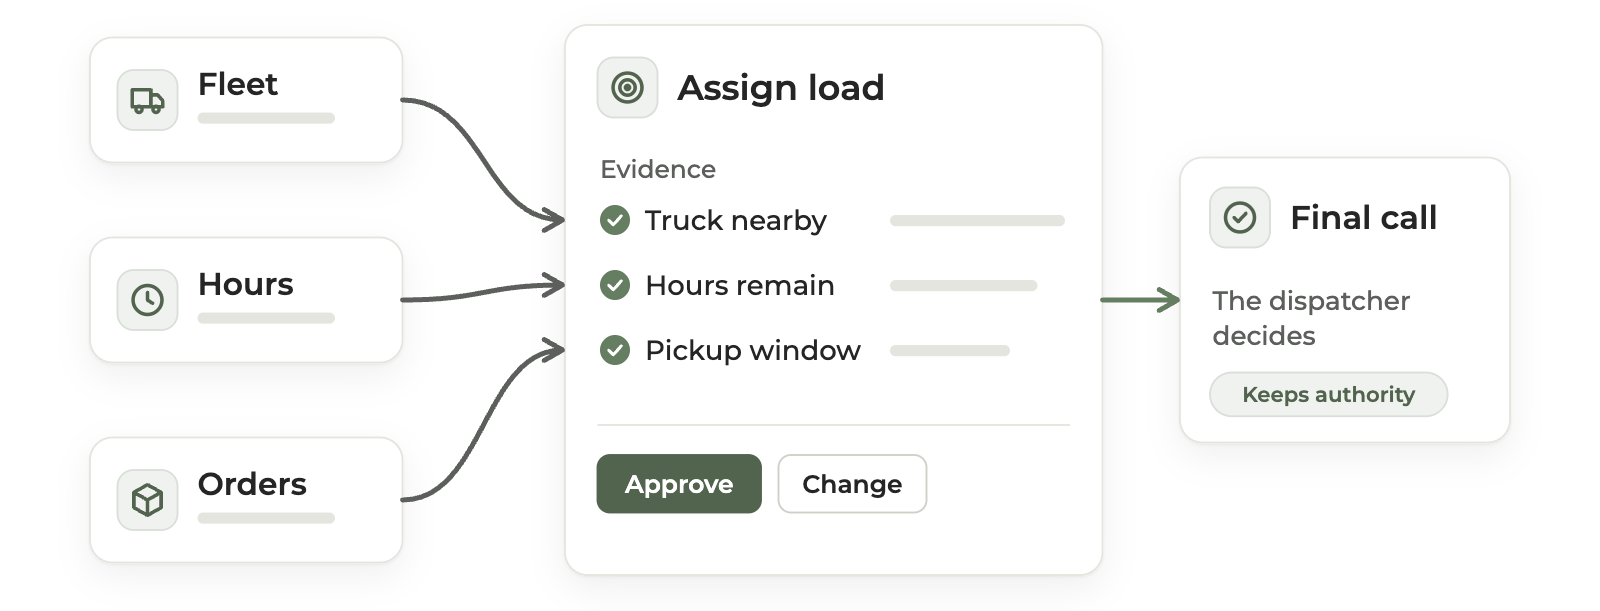 Fleet
Hours
Orders
Assign load
Evidence
Truck nearby
Hours remain
Pickup window
Approve
Change
Final call
The dispatcher
decides
Keeps authority